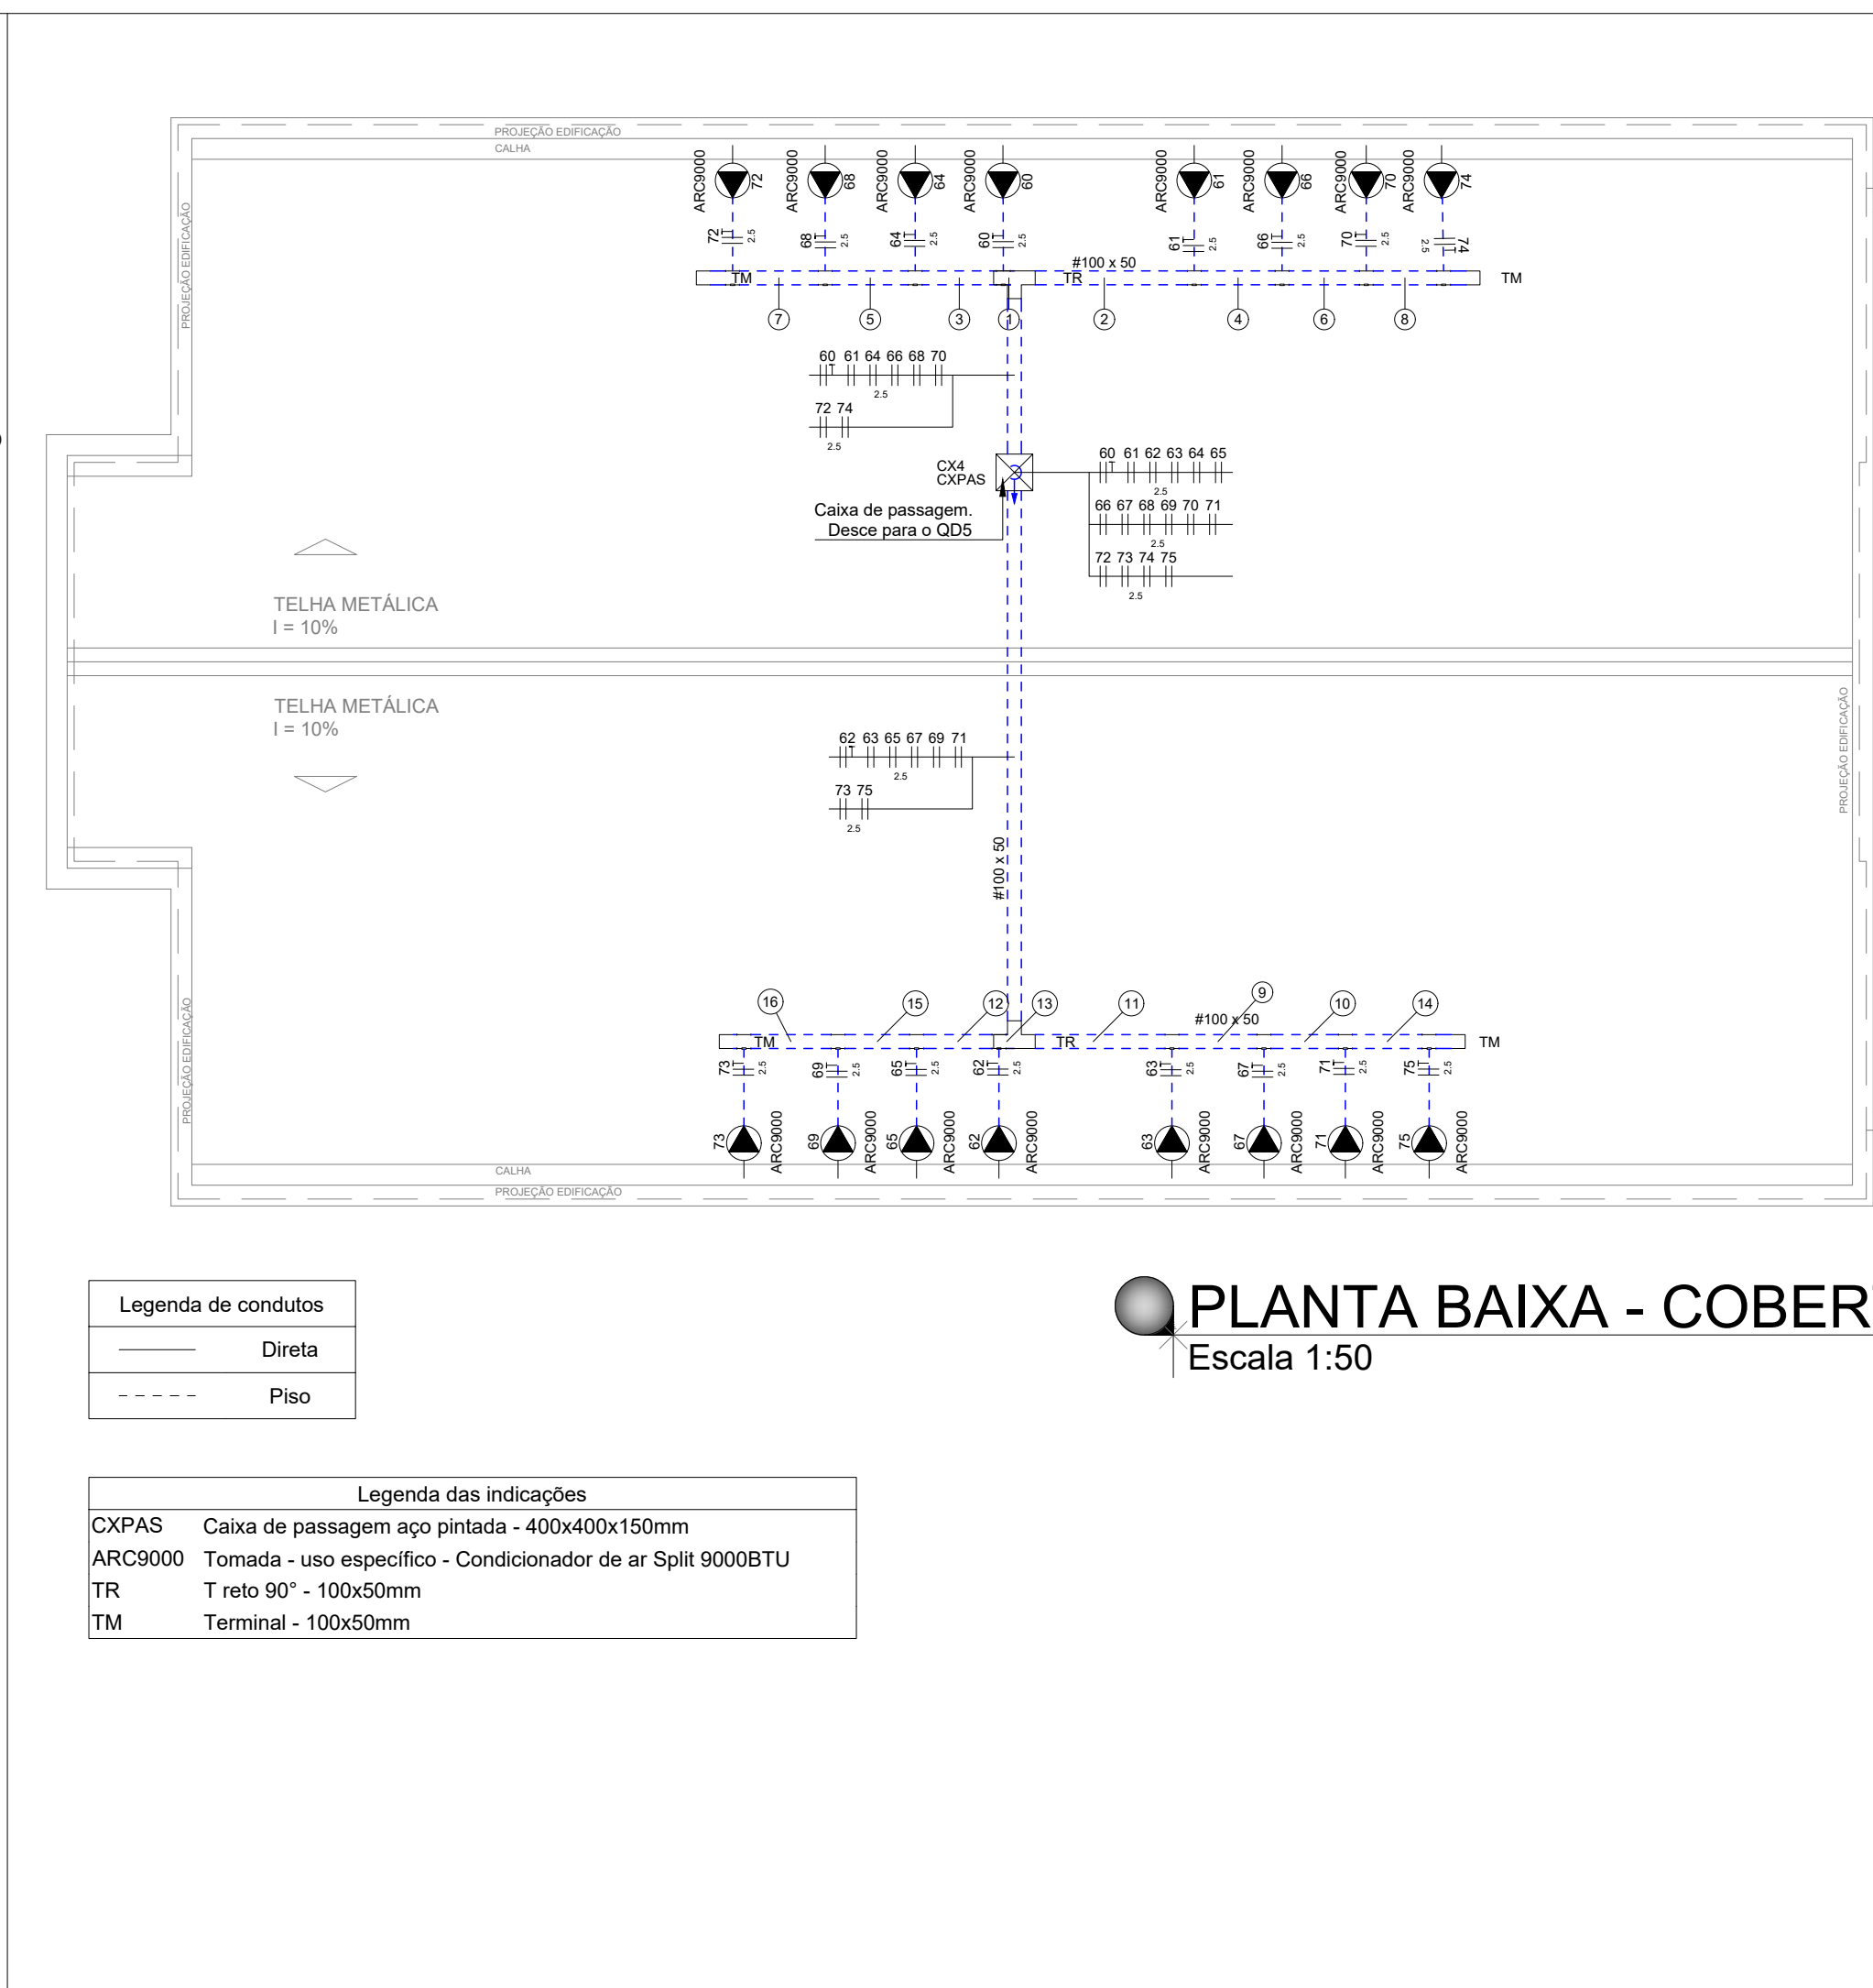 PROJEÇÃO EDIFICAÇÃO
CALHA
PROJEÇÃO EDIFICAÇÃO
ARC9000 72
ARC9000 68
ARC9000 64
ARC9000 60
ARC9000 61
ARC9000 66
ARC9000 70
ARC9000 74
72 2.5
68 2.5
64 2.5
60 2.5
61 2.5
66 2.5
70 2.5
2.5 74
#100 x 50
TM
TR
TM
7 5 3 1 2 4 6 8
60 61 64 66 68 70
2.5
72 74
2.5
CX4
CXPAS
Caixa de passagem.
Desce para o QD5
60 61 62 63 64 65
2.5
66 67 68 69 70 71
2.5
72 73 74 75
2.5
TELHA METÁLICA
I = 10%
TELHA METÁLICA
I = 10%
PROJEÇÃO EDIFICAÇÃO
62 63 65 67 69 71
2.5
73 75
2.5
#100 x 50
PROJEÇÃO EDIFICAÇÃO
16 15 12 13 11 9 10 14
#100 x 50
TM
TR
TM
73 2.5
69 2.5
65 2.5
62 2.5
63 2.5
67 2.5
71 2.5
75 2.5
73 ARC9000
69 ARC9000
65 ARC9000
62 ARC9000
63 ARC9000
67 ARC9000
71 ARC9000
75 ARC9000
CALHA
PROJEÇÃO EDIFICAÇÃO
Legenda de condutos
Direta
Piso
PLANTA BAIXA - COBER
Escala 1:50
Legenda das indicações
CXPAS Caixa de passagem aço pintada - 400x400x150mm
ARC9000 Tomada - uso específico - Condicionador de ar Split 9000BTU
TR T reto 90° - 100x50mm
TM Terminal - 100x50mm